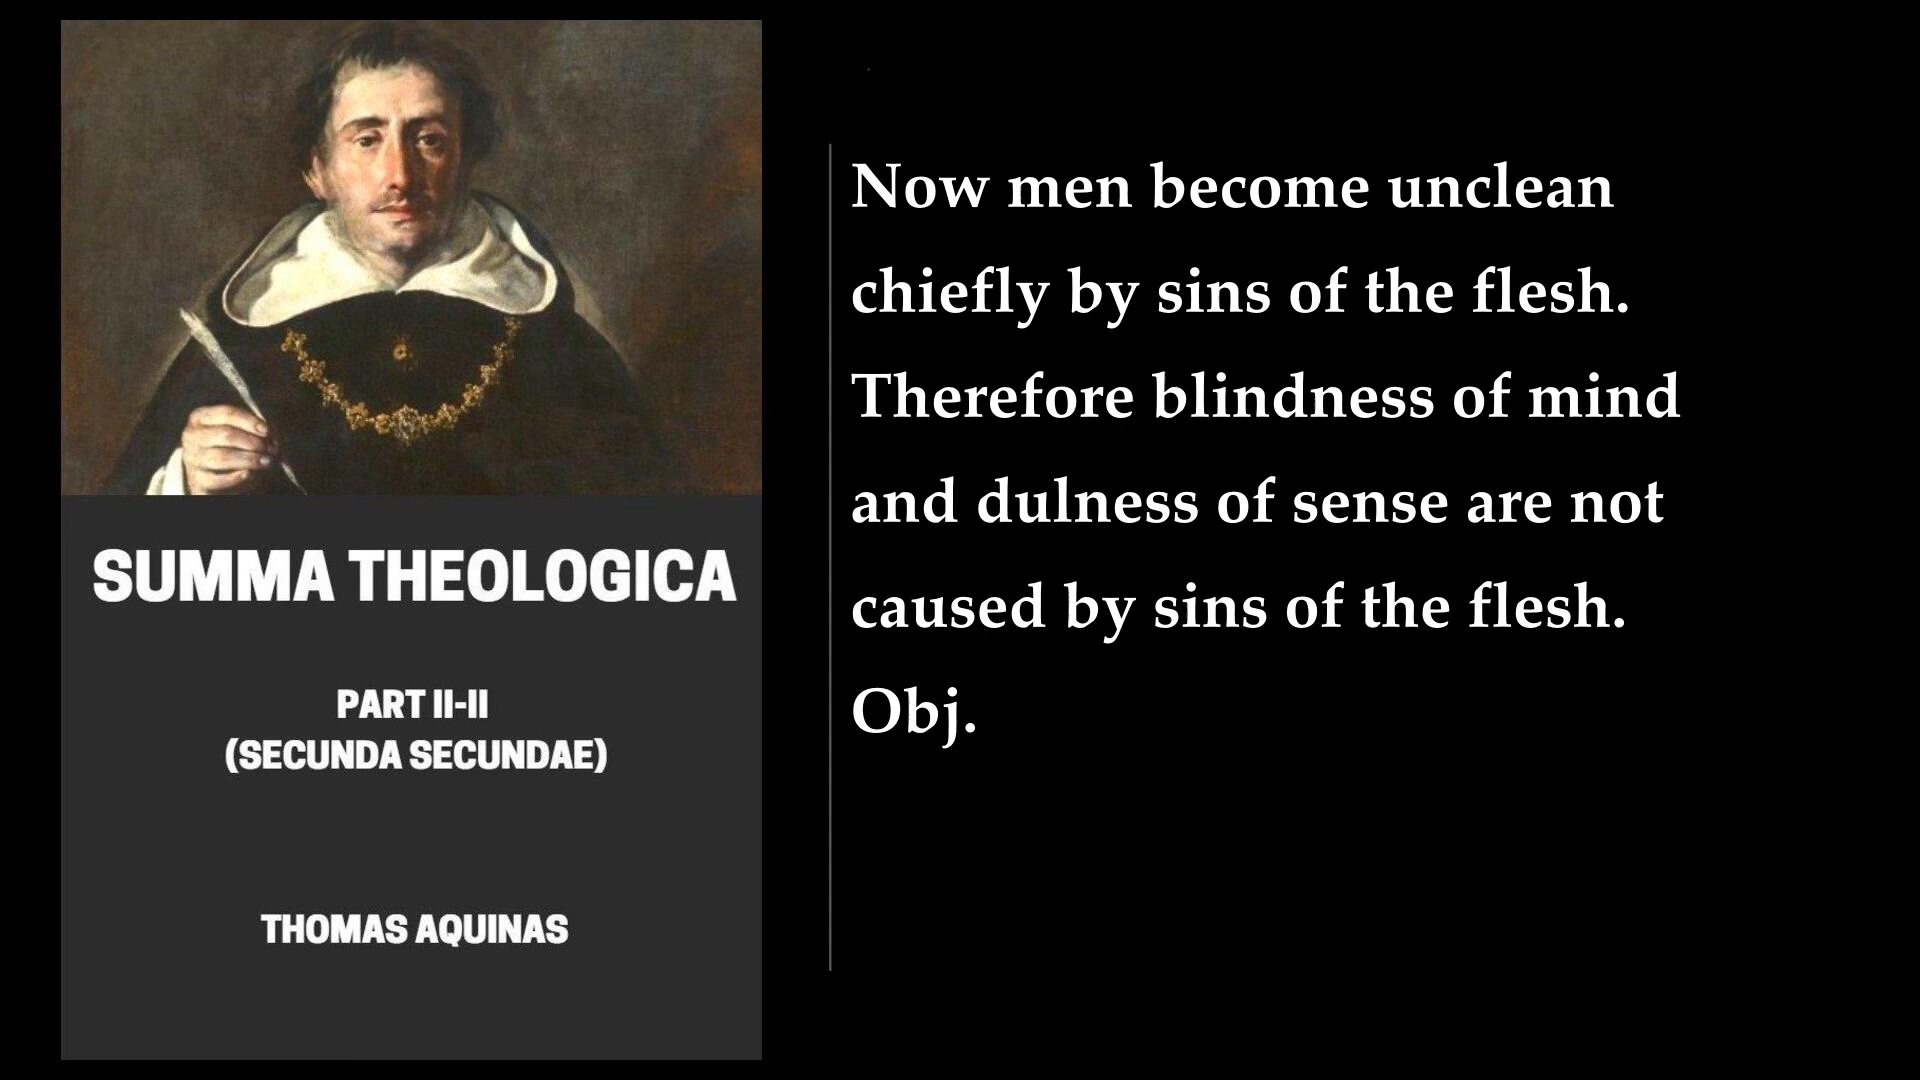 SUMMA THEOLOGICA
PART II-II
(SECUNDA SECUNDAE)
THOMAS AQUINAS
Now men become unclean
chiefly by sins of the flesh.
Therefore blindness of mind
and dulness of sense are not
caused by sins of the flesh.
Obj.